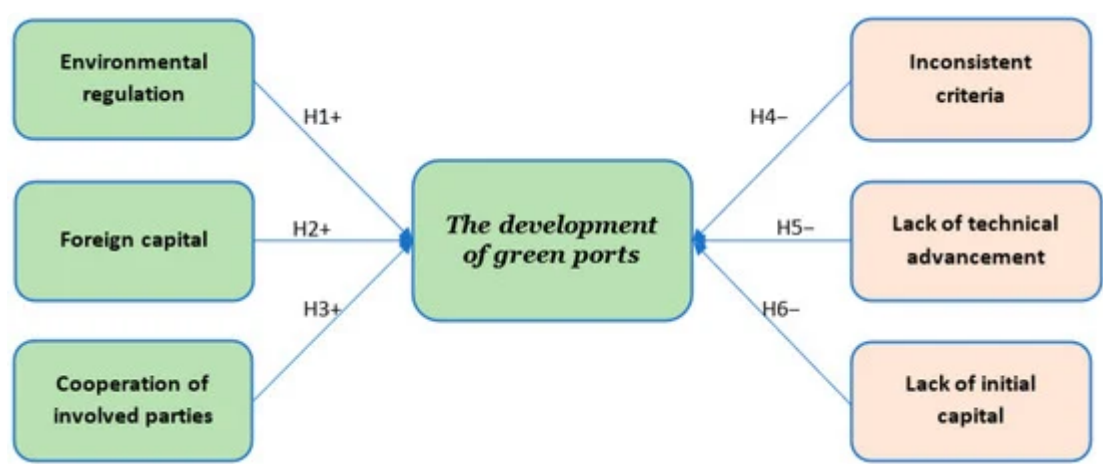 Environmental
regulation
H1+
Foreign capital
H2+
Cooperation of
involved parties
H3+
The development
of green ports
Inconsistent
criteria
H4–
Lack of technical
advancement
H5–
Lack of initial
capital
H6–